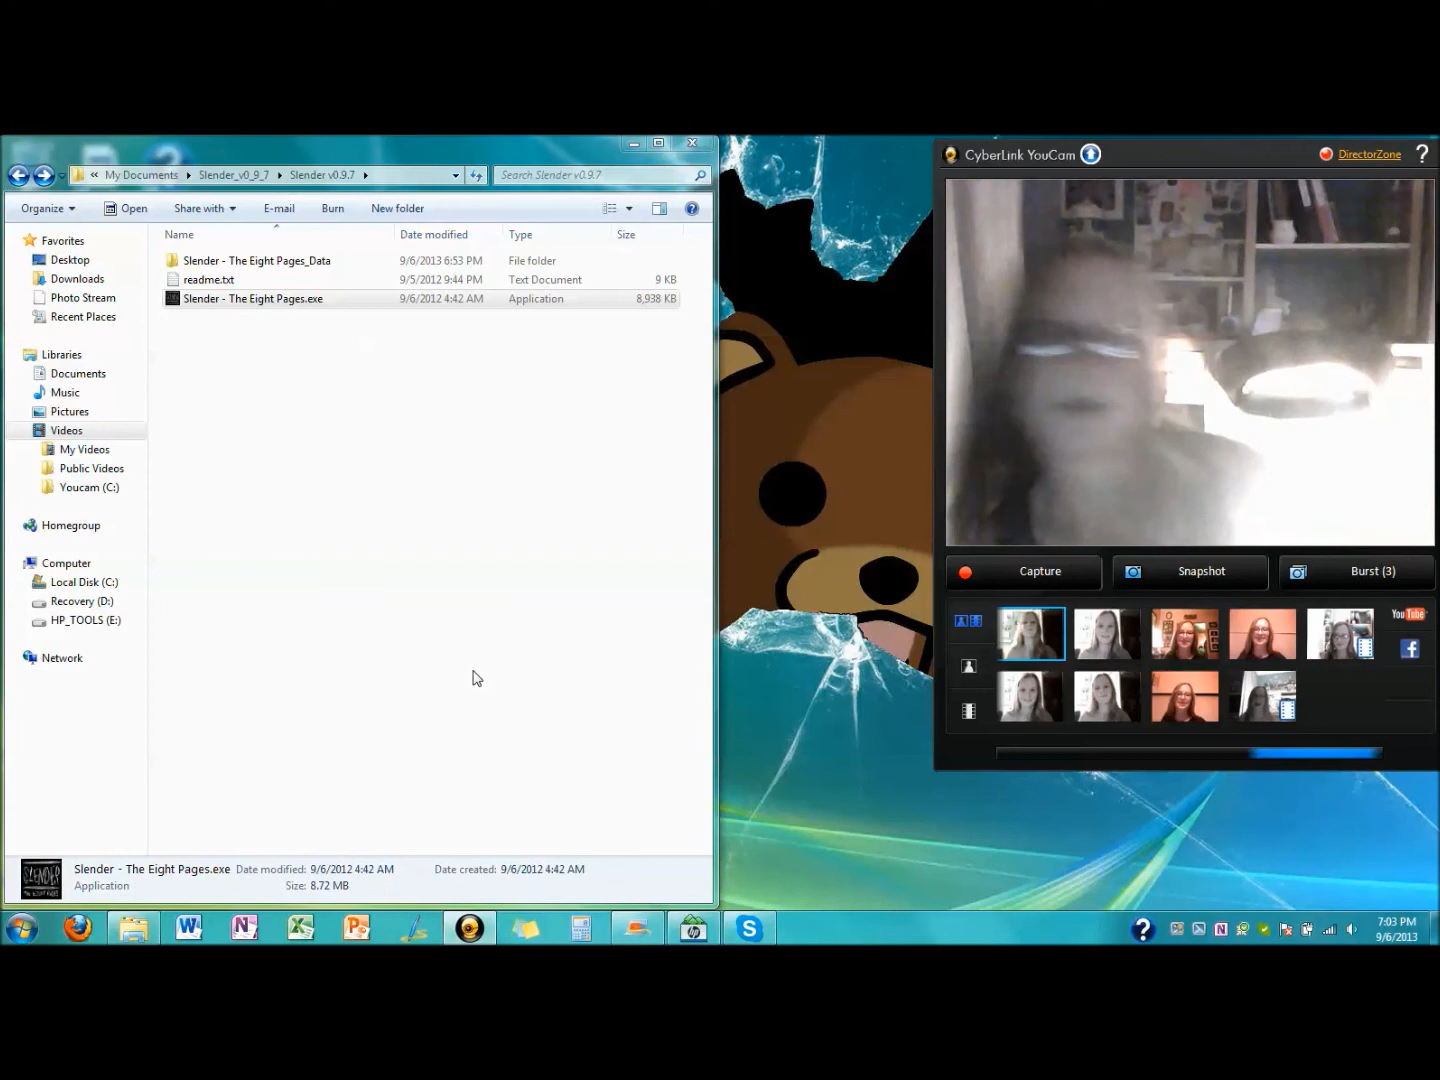 CyberLink YouCam
DirectorZone
?
« My Documents Slender_v0_9_7 Slender v0.9.7
Search Slender v0.9.7
Organize Open Share with E-mail Burn New folder
Name Date modified Type Size
Favorites
Desktop
Downloads
Photo Stream
Recent Places
Libraries
Documents
Music
Pictures
Videos
My Videos
Public Videos
Youcam (C:)
Homegroup
Computer
Local Disk (C:)
Recovery (D:)
HP_TOOLS (E:)
Network
Slender - The Eight Pages_Data 9/6/2013 6:53 PM File folder
readme.txt 9/5/2012 9:44 PM Text Document 9 KB
Slender - The Eight Pages.exe 9/6/2012 4:42 AM Application 8,938 KB
Capture Snapshot Burst (3)
YouTube
SLENDER
Slender - The Eight Pages.exe Date modified: 9/6/2012 4:42 AM Date created: 9/6/2012 4:42 AM
Application Size: 8.72 MB
7:03 PM
9/6/2013